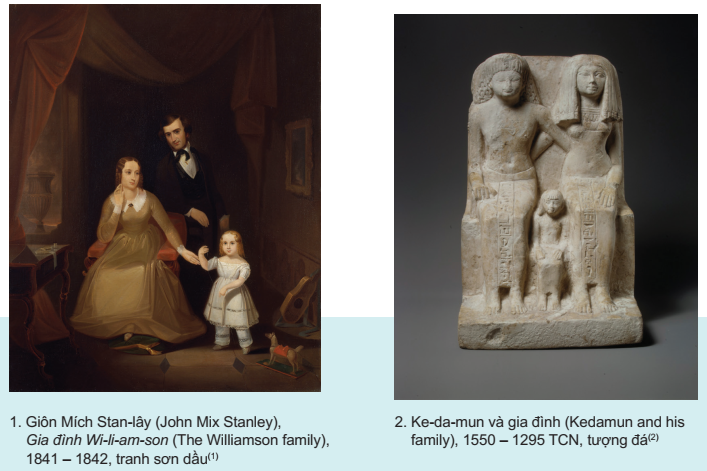 1. Giôn Mích Stan-lây (John Mix Stanley),
Gia đình Wi-li-am-son (The Williamson family),
1841 – 1842, tranh sơn dầu(1)
2. Ke-da-mun và gia đình (Kedamun and his
family), 1550 – 1295 TCN, tượng đá(2)